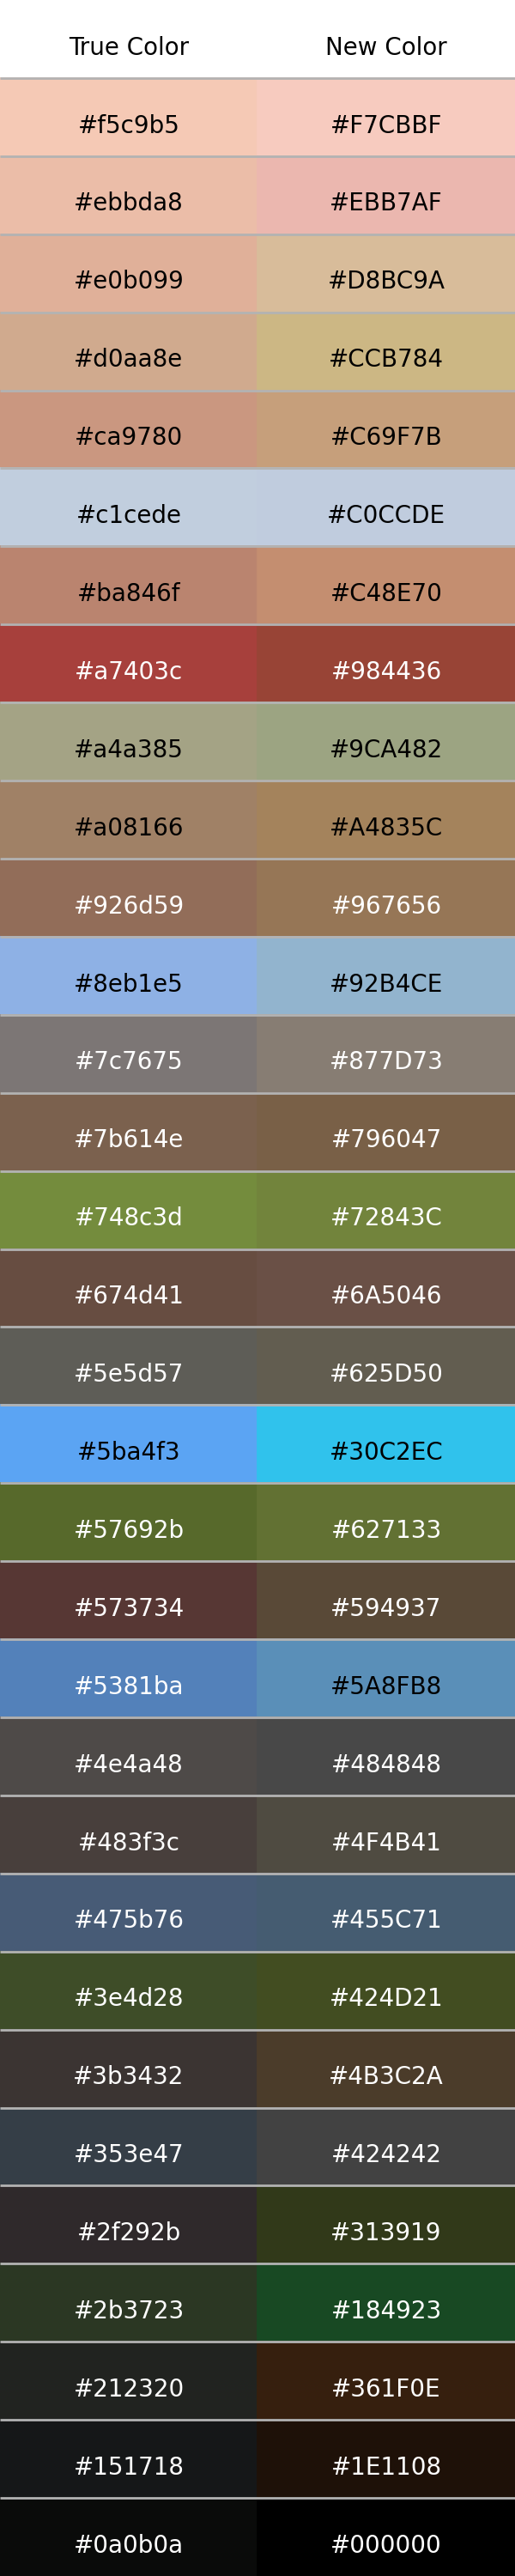 True Color New Color
#f5c9b5 #F7CBBF
#ebbda8 #EBB7AF
#e0b099 #D8BC9A
#d0aa8e #CCB784
#ca9780 #C69F7B
#c1cede #C0CCDE
#ba846f #C48E70
#a7403c #984436
#a4a385 #9CA482
#a08166 #A4835C
#926d59 #967656
#8eb1e5 #92B4CE
#7c7675 #877D73
#7b614e #796047
#748c3d #72843C
#674d41 #6A5046
#5e5d57 #625D50
#5ba4f3 #30C2EC
#57692b #627133
#573734 #594937
#5381ba #5A8FB8
#4e4a48 #484848
#483f3c #4F4B41
#475b76 #455C71
#3e4d28 #424D21
#3b3432 #4B3C2A
#353e47 #424242
#2f292b #313919
#2b3723 #184923
#212320 #361F0E
#151718 #1E1108
#0a0b0a #000000